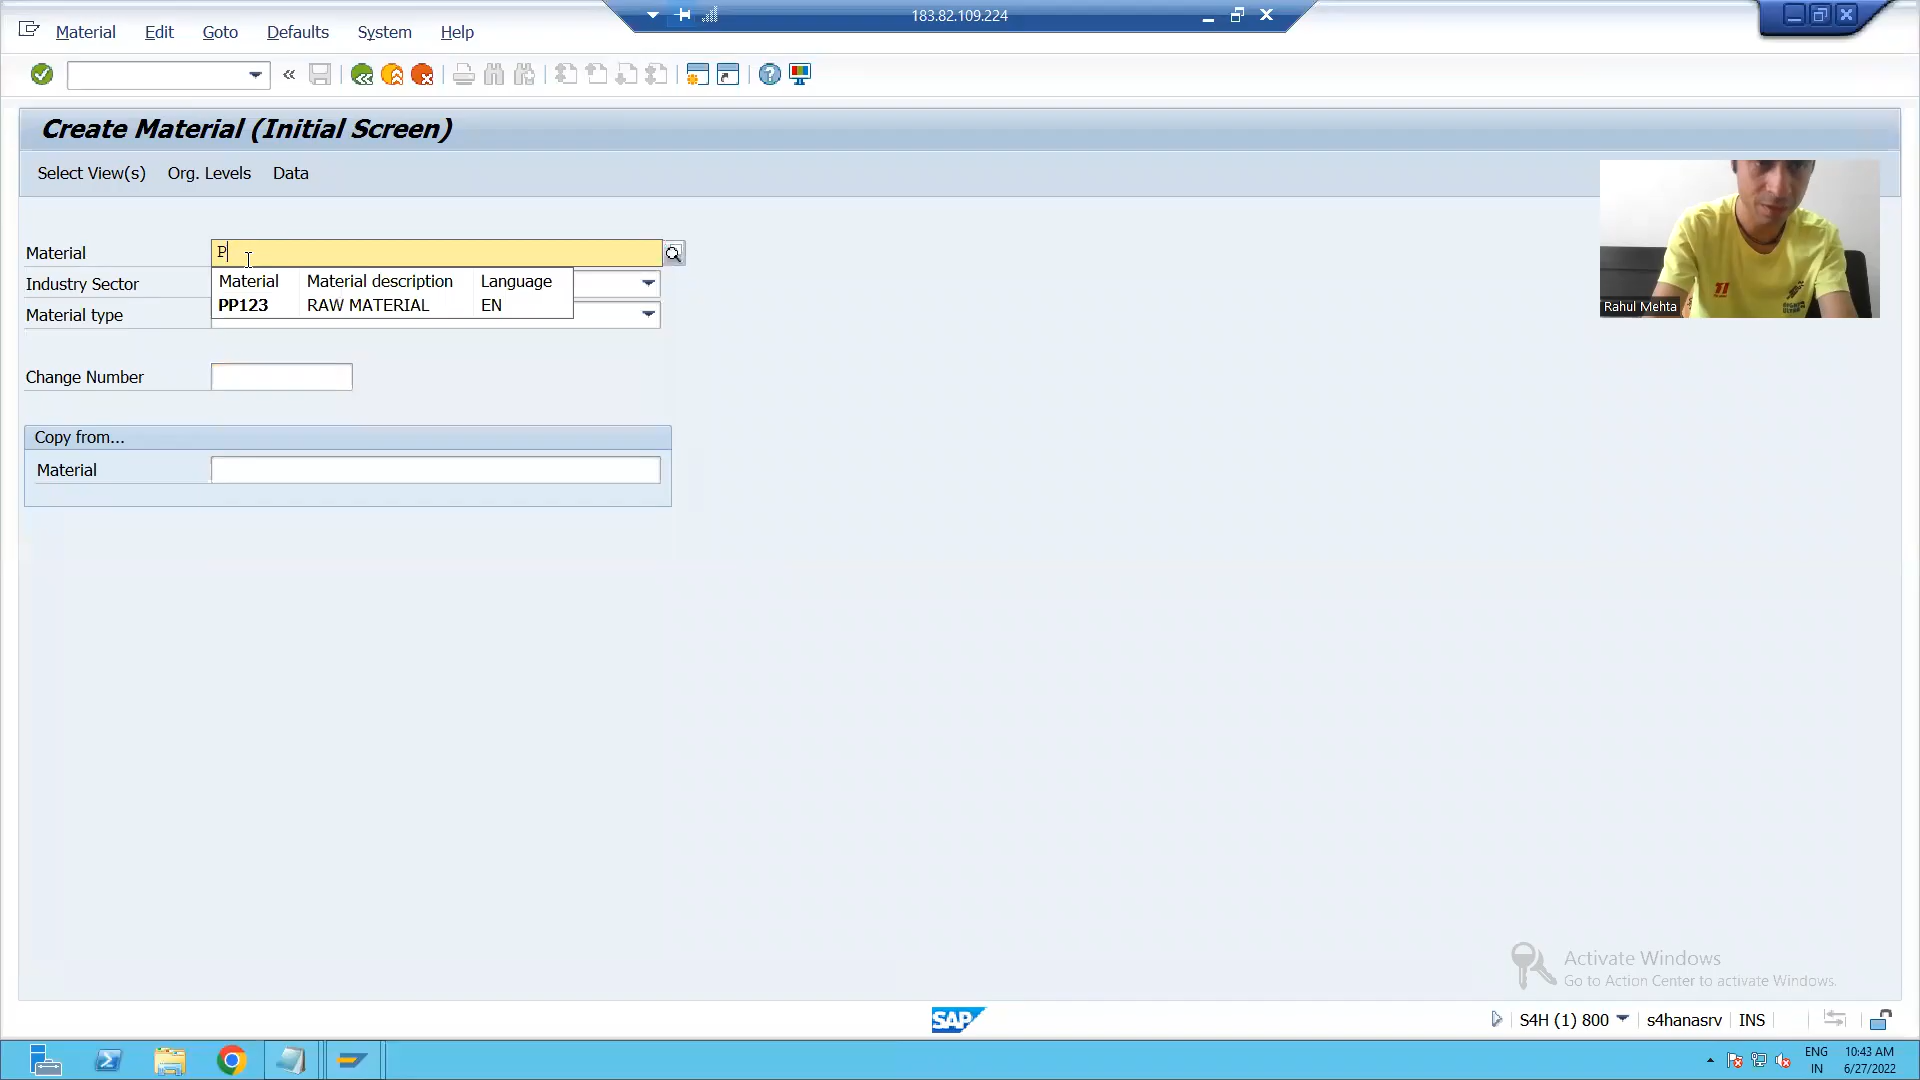 183.82.109.224
Material Edit Goto Defaults System Help
Create Material (Initial Screen)
Select View(s) Org. Levels Data
Material P
Industry Sector
Material type
Material Material description Language
PP123 RAW MATERIAL EN
Change Number
Copy from...
Material
Rahul Mehta
Activate Windows
Go to Action Center to activate Windows.
SAP
S4H (1) 800 s4hanasrv INS
ENG 10:43 AM
IN 6/27/2022